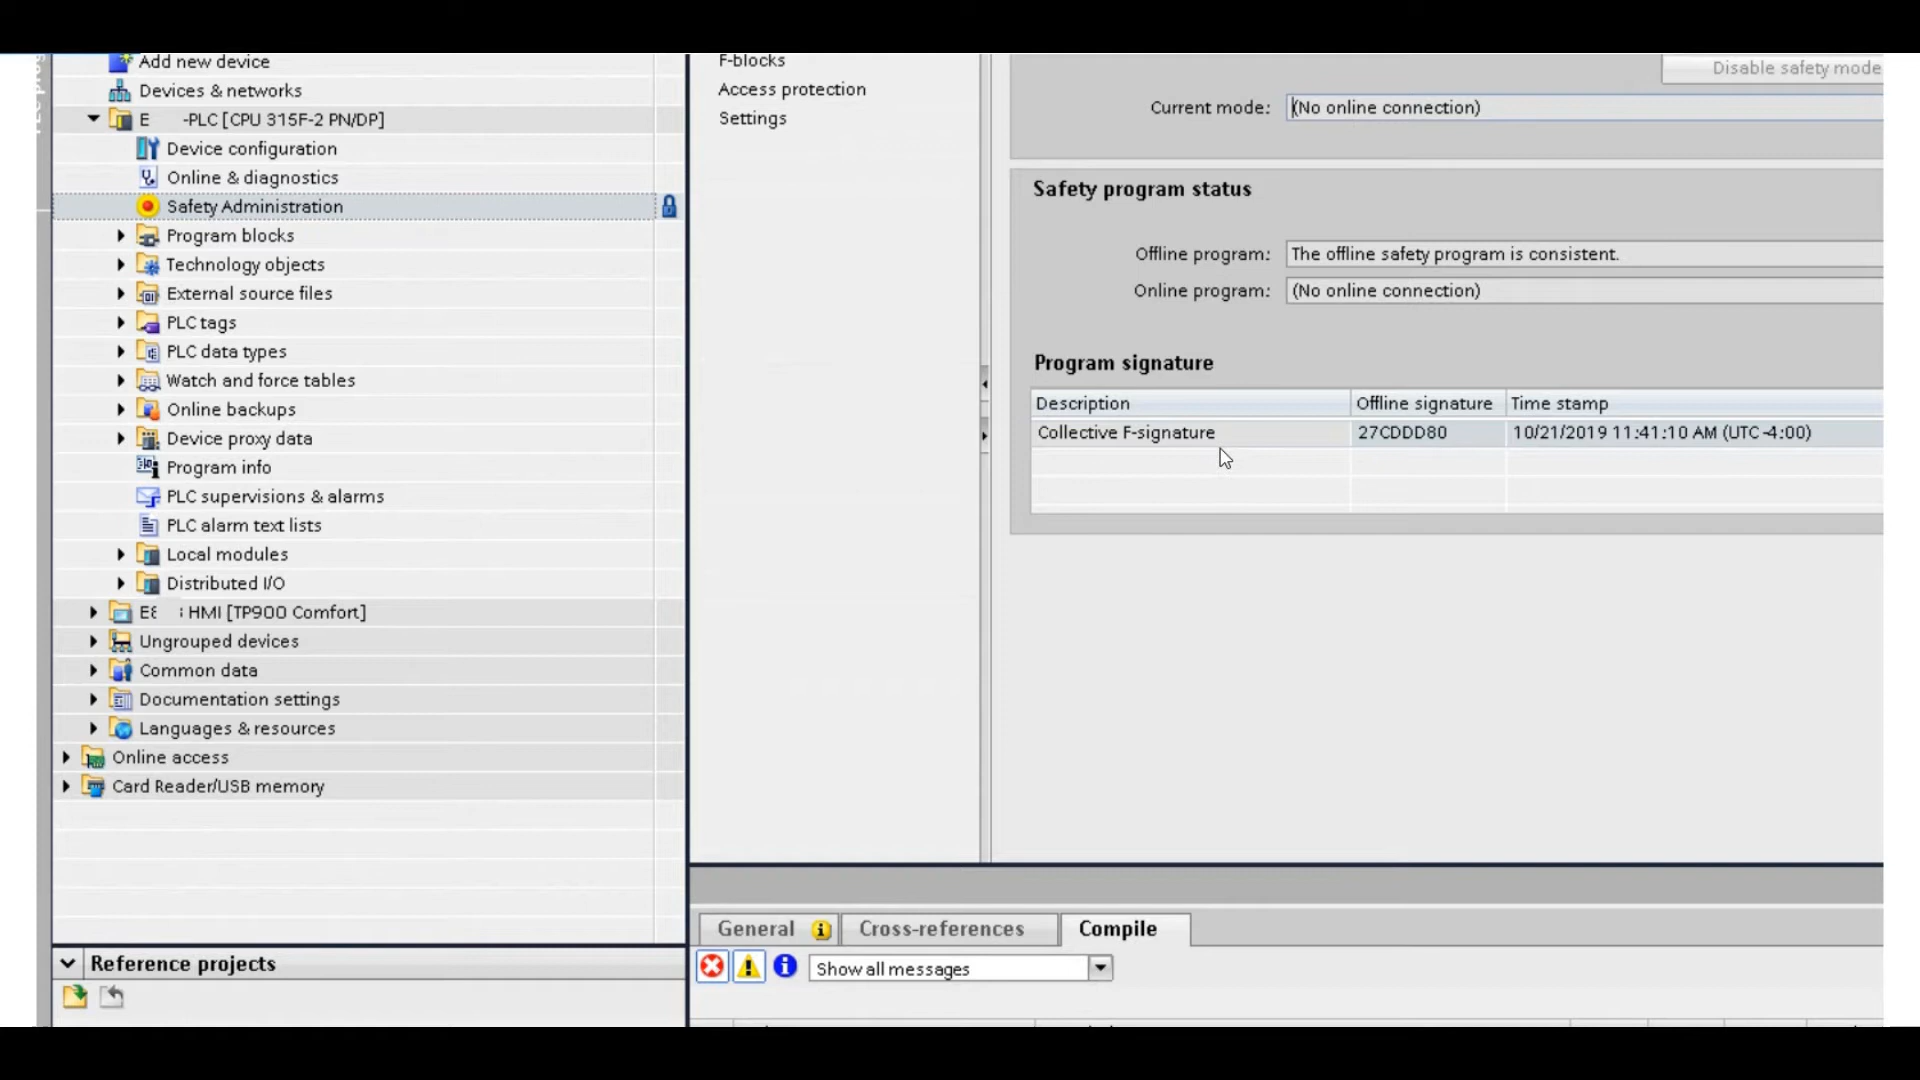 Add new device
Devices & networks
E -PLC [CPU 315F-2 PN/DP]
Device configuration
Online & diagnostics
Safety Administration
Program blocks
Technology objects
External source files
PLC tags
PLC data types
Watch and force tables
Online backups
Device proxy data
Program info
PLC supervisions & alarms
PLC alarm text lists
Local modules
Distributed I/O
HMI [TP900 Comfort]
Ungrouped devices
Common data
Documentation settings
Languages & resources
Online access
Card Reader/USB memory
Reference projects
F-blocks
Access protection
Settings
Disable safety mode
Current mode: (No online connection)
Safety program status
Offline program: The offline safety program is consistent.
Online program: (No online connection)
Program signature
Description Offline signature Time stamp
Collective F-signature 27CDDD80 10/21/2019 11:41:10 AM (UTC -4:00)
General Cross-references Compile
Show all messages